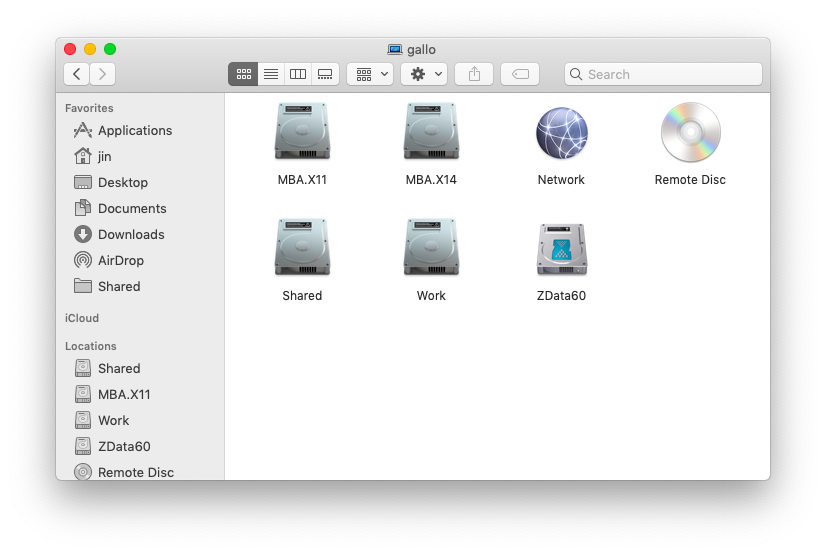 gallo
Search
Favorites
Applications
jin
Desktop
Documents
Downloads
AirDrop
Shared
iCloud
Locations
Shared
MBA.X11
Work
ZData60
Remote Disc
MBA.X11
MBA.X14
Network
Remote Disc
Shared
Work
ZData60